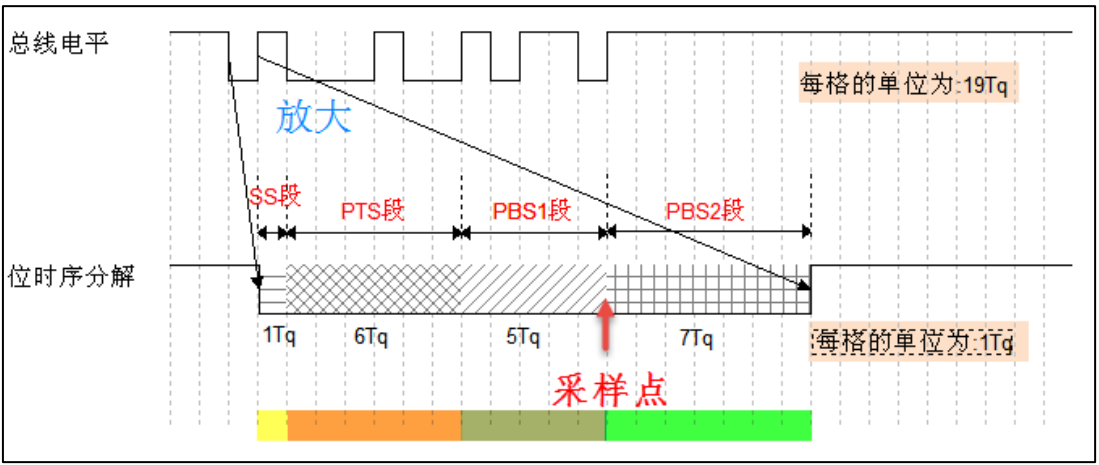 总线电平
每格的单位为:19Tq
放大
SS段
PTS段
PBS1段
PBS2段
位时序分解
1Tq
6Tq
5Tq
7Tq
每格的单位为:1Tq
采样点